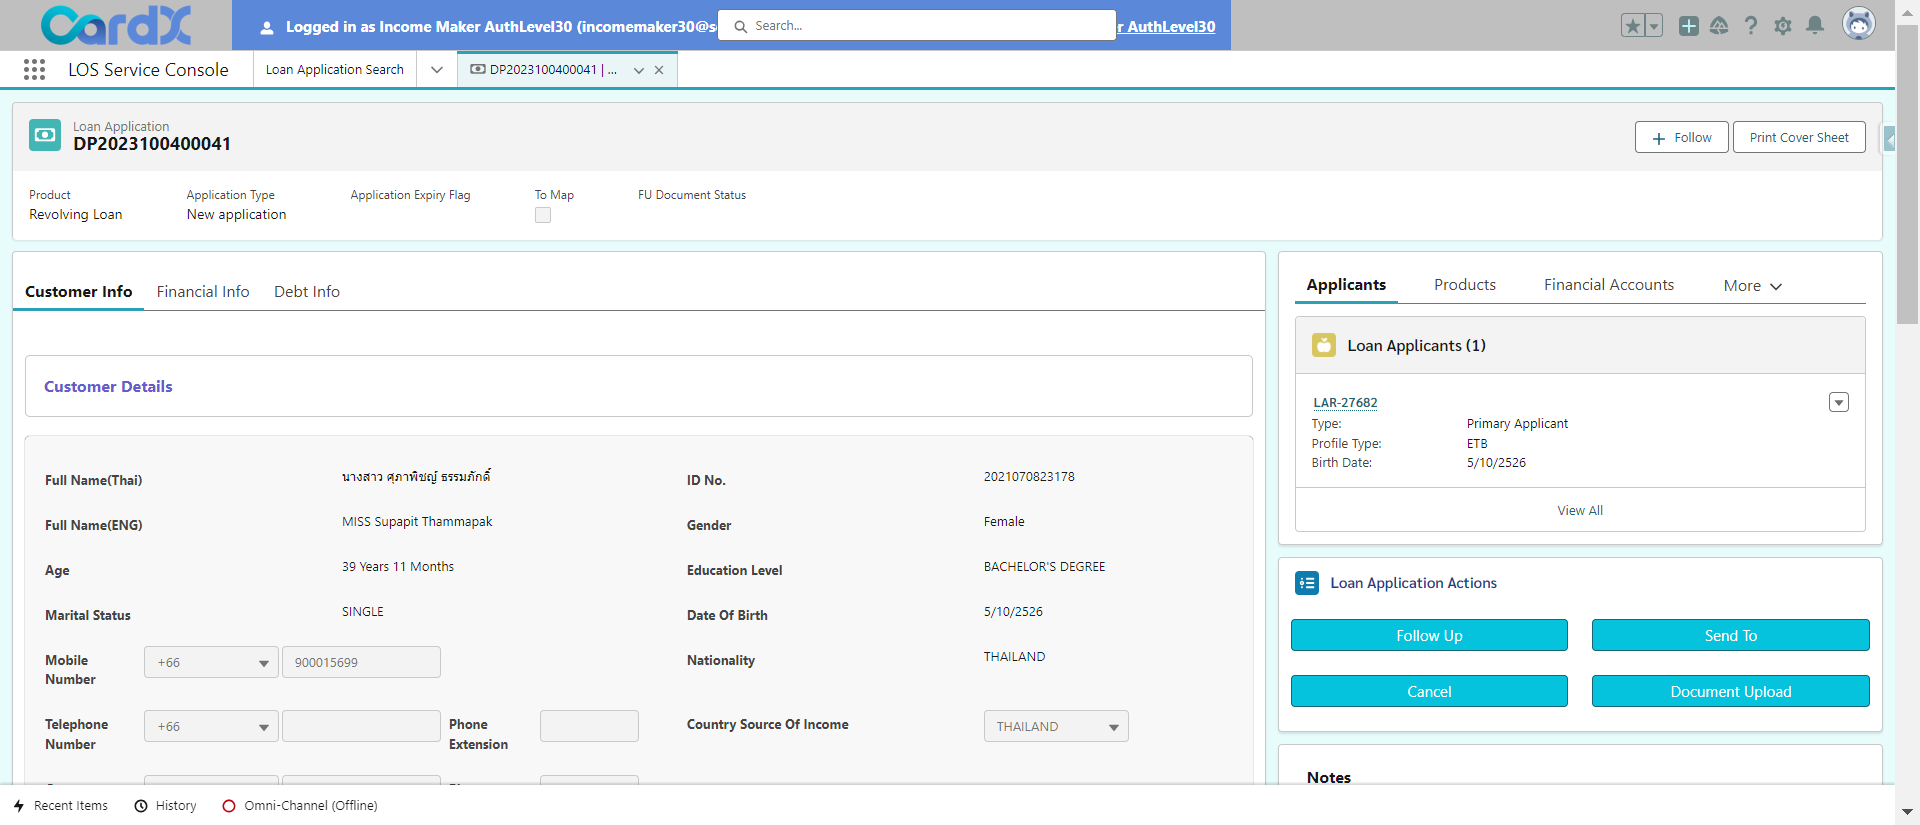 CardX
Logged in as Income Maker AuthLevel30 (incomemaker30@s
Search...
r AuthLevel30
LOS Service Console
Loan Application Search
DP2023100400041 | ...
Loan Application
DP2023100400041
Follow
Print Cover Sheet
Product
Revolving Loan
Application Type
New application
Application Expiry Flag
To Map
FU Document Status
Customer Info
Financial Info
Debt Info
Customer Details
Full Name(Thai)
นางสาว ศุภาพิชญ์ ธรรมภักดิ์
ID No.
2021070823178
Full Name(ENG)
MISS Supapit Thammapak
Gender
Female
Age
39 Years 11 Months
Education Level
BACHELOR'S DEGREE
Marital Status
SINGLE
Date Of Birth
5/10/2526
Mobile
Number
+66
900015699
Nationality
THAILAND
Telephone
Number
+66
Phone
Extension
Country Source Of Income
THAILAND
Applicants
Products
Financial Accounts
More
Loan Applicants (1)
LAR-27682
Type:
Primary Applicant
Profile Type:
ETB
Birth Date:
5/10/2526
View All
Loan Application Actions
Follow Up
Send To
Cancel
Document Upload
Notes
Recent Items
History
Omni-Channel (Offline)